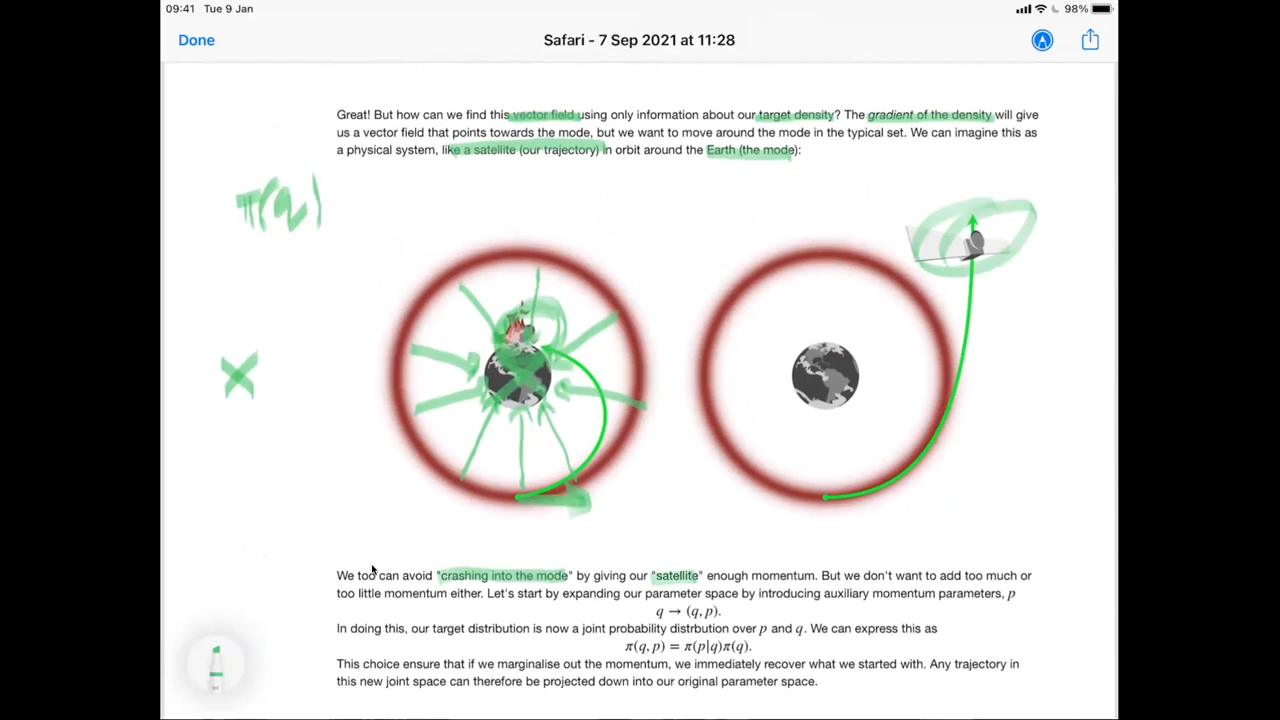 09:41 Tue 9 Jan 98%
Done Safari - 7 Sep 2021 at 11:28
Great! But how can we find this vector field using only information about our target density? The gradient of the density will give
us a vector field that points towards the mode, but we want to move around the mode in the typical set. We can imagine this as
a physical system, like a satellite (our trajectory) in orbit around the Earth (the mode):
π(q)
We too can avoid "crashing into the mode" by giving our "satellite" enough momentum. But we don't want to add too much or
too little momentum either. Let's start by expanding our parameter space by introducing auxiliary momentum parameters, p
q → (q, p).
In doing this, our target distribution is now a joint probability distrbution over p and q. We can express this as
π(q, p) = π(p|q)π(q).
This choice ensure that if we marginalise out the momentum, we immediately recover what we started with. Any trajectory in
this new joint space can therefore be projected down into our original parameter space.